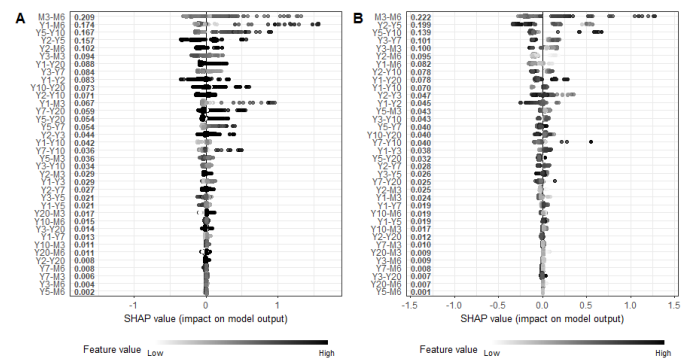 A
M3-M6 0.209
Y1-M6 0.174
Y5-Y10 0.167
Y2-Y5 0.157
Y2-M6 0.102
Y3-M3 0.094
Y1-Y20 0.088
Y3-Y7 0.084
Y1-Y2 0.083
Y10-Y20 0.073
Y2-Y10 0.071
Y1-M3 0.067
Y7-Y20 0.059
Y5-Y20 0.054
Y5-Y7 0.054
Y2-Y3 0.044
Y1-Y10 0.042
Y7-Y10 0.036
Y5-M3 0.036
Y3-Y10 0.034
Y2-M3 0.029
Y1-Y3 0.029
Y2-Y7 0.027
Y3-Y5 0.021
Y1-Y5 0.021
Y20-M3 0.017
Y10-M6 0.015
Y3-Y20 0.014
Y1-Y7 0.013
Y10-M3 0.011
Y20-M6 0.011
Y2-Y20 0.008
Y7-M6 0.008
Y7-M3 0.006
Y3-M6 0.004
Y5-M6 0.002
-1 0 1
SHAP value (impact on model output)
Feature value Low High
B
M3-M6 0.222
Y2-Y5 0.199
Y5-Y10 0.139
Y3-Y7 0.101
Y3-M3 0.100
Y2-M6 0.095
Y1-M6 0.082
Y2-Y10 0.078
Y1-Y20 0.078
Y1-Y10 0.070
Y2-Y3 0.047
Y1-Y2 0.045
Y5-M3 0.043
Y3-Y10 0.043
Y5-Y7 0.040
Y10-Y20 0.040
Y7-Y10 0.040
Y1-Y3 0.038
Y5-Y20 0.032
Y2-Y7 0.028
Y3-Y5 0.026
Y7-Y20 0.025
Y2-M3 0.025
Y1-M3 0.024
Y1-Y5 0.019
Y10-M6 0.019
Y10-M3 0.017
Y2-Y20 0.012
Y7-M3 0.010
Y20-M3 0.009
Y3-M6 0.009
Y7-M6 0.008
Y3-Y20 0.007
Y20-M6 0.007
Y5-M6 0.001
-1.5 -1.0 -0.5 0.0 0.5 1.0 1.5
SHAP value (impact on model output)
Feature value Low High